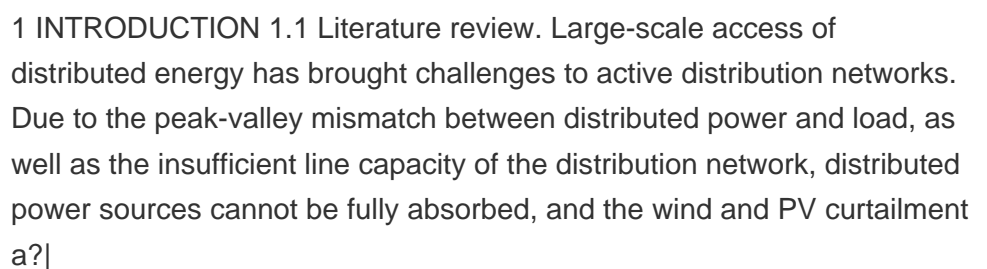 1 INTRODUCTION 1.1 Literature review. Large-scale access of
distributed energy has brought challenges to active distribution networks.
Due to the peak-valley mismatch between distributed power and load, as
well as the insufficient line capacity of the distribution network, distributed
power sources cannot be fully absorbed, and the wind and PV curtailment
a?|